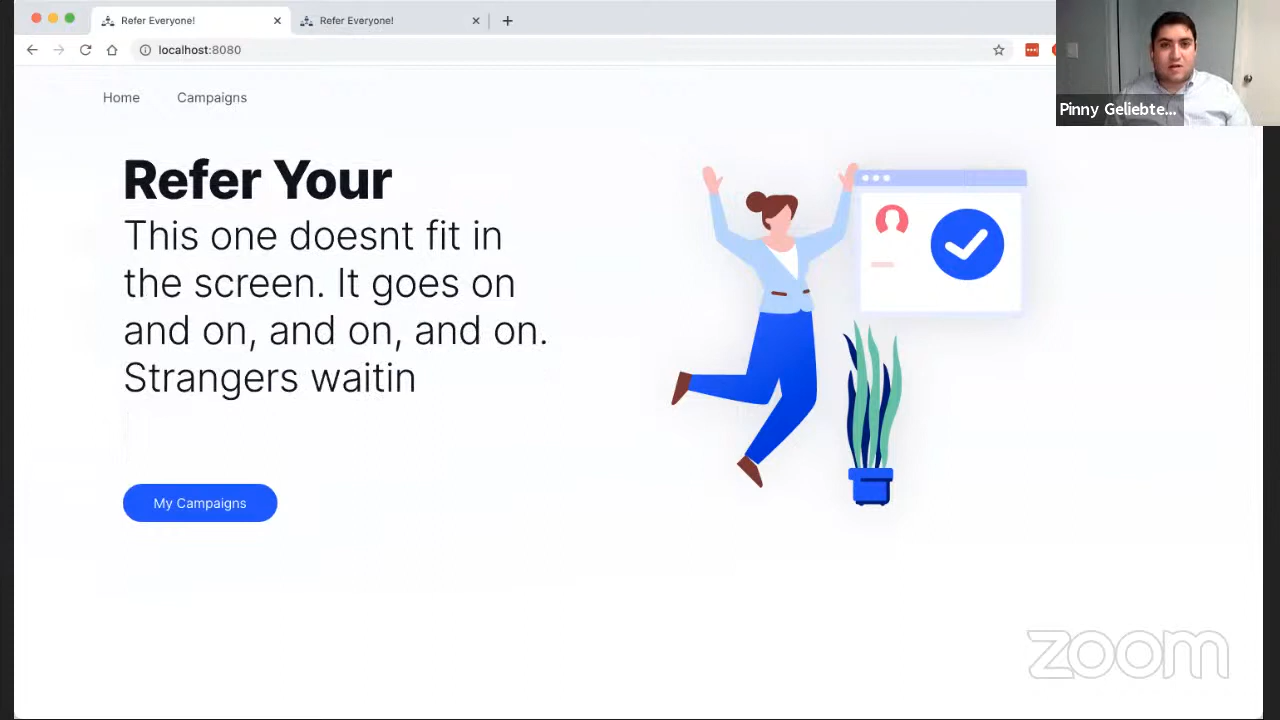 Refer Everyone!
Refer Everyone!
localhost:8080
Pinny Geliebte...
Home
Campaigns
Refer Your
This one doesnt fit in
the screen. It goes on
and on, and on, and on.
Strangers waitin
My Campaigns
zoom